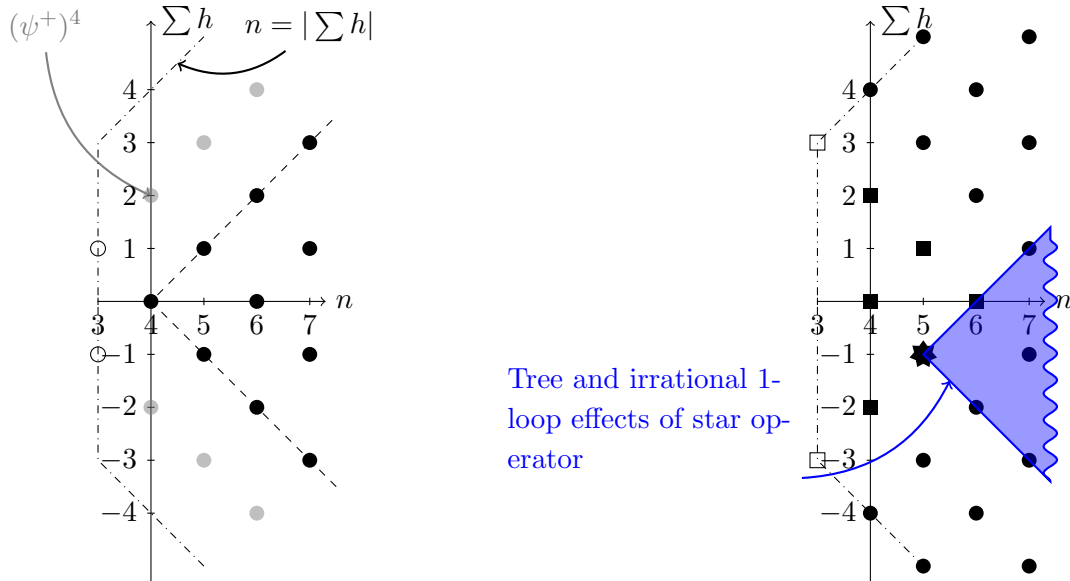 (ψ⁺)⁴
∑ h
n = |∑ h|
4
3
2
1
n
3 4 5 6 7
−1
−2
−3
−4
∑ h
4
3
2
1
n
3 4 5 6 7
−1
−2
−3
−4
Tree and irrational 1-
loop effects of star op-
erator